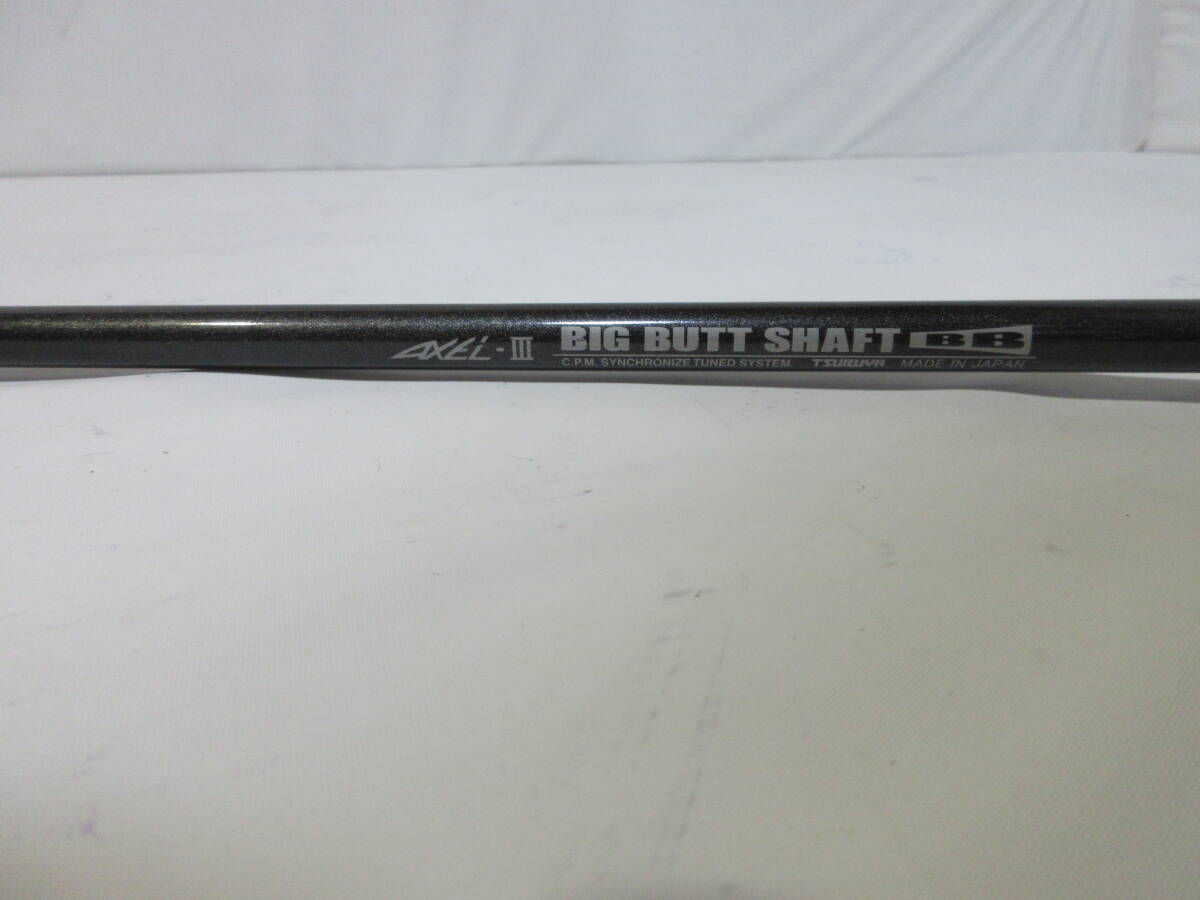 AXEL-III BIG BUTT SHAFT BB
C.P.M. SYNCHRONIZE TUNED SYSTEM. TSURUYA MADE IN JAPAN